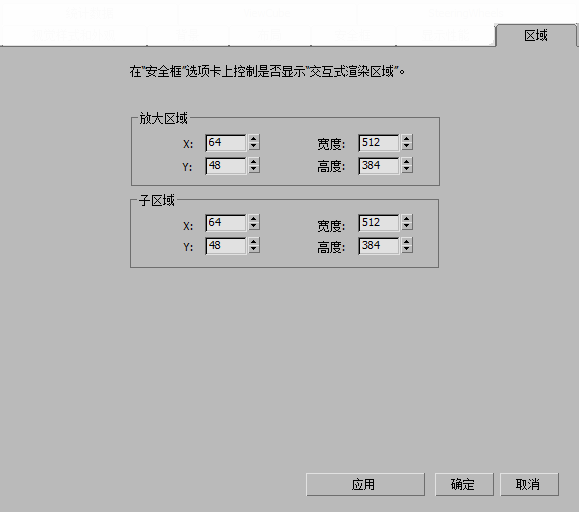 区域
在"安全框"选项卡上控制是否显示"交互式渲染区域"。
放大区域
X: 64 宽度: 512
Y: 48 高度: 384
子区域
X: 64 宽度: 512
Y: 48 高度: 384
应用 确定 取消